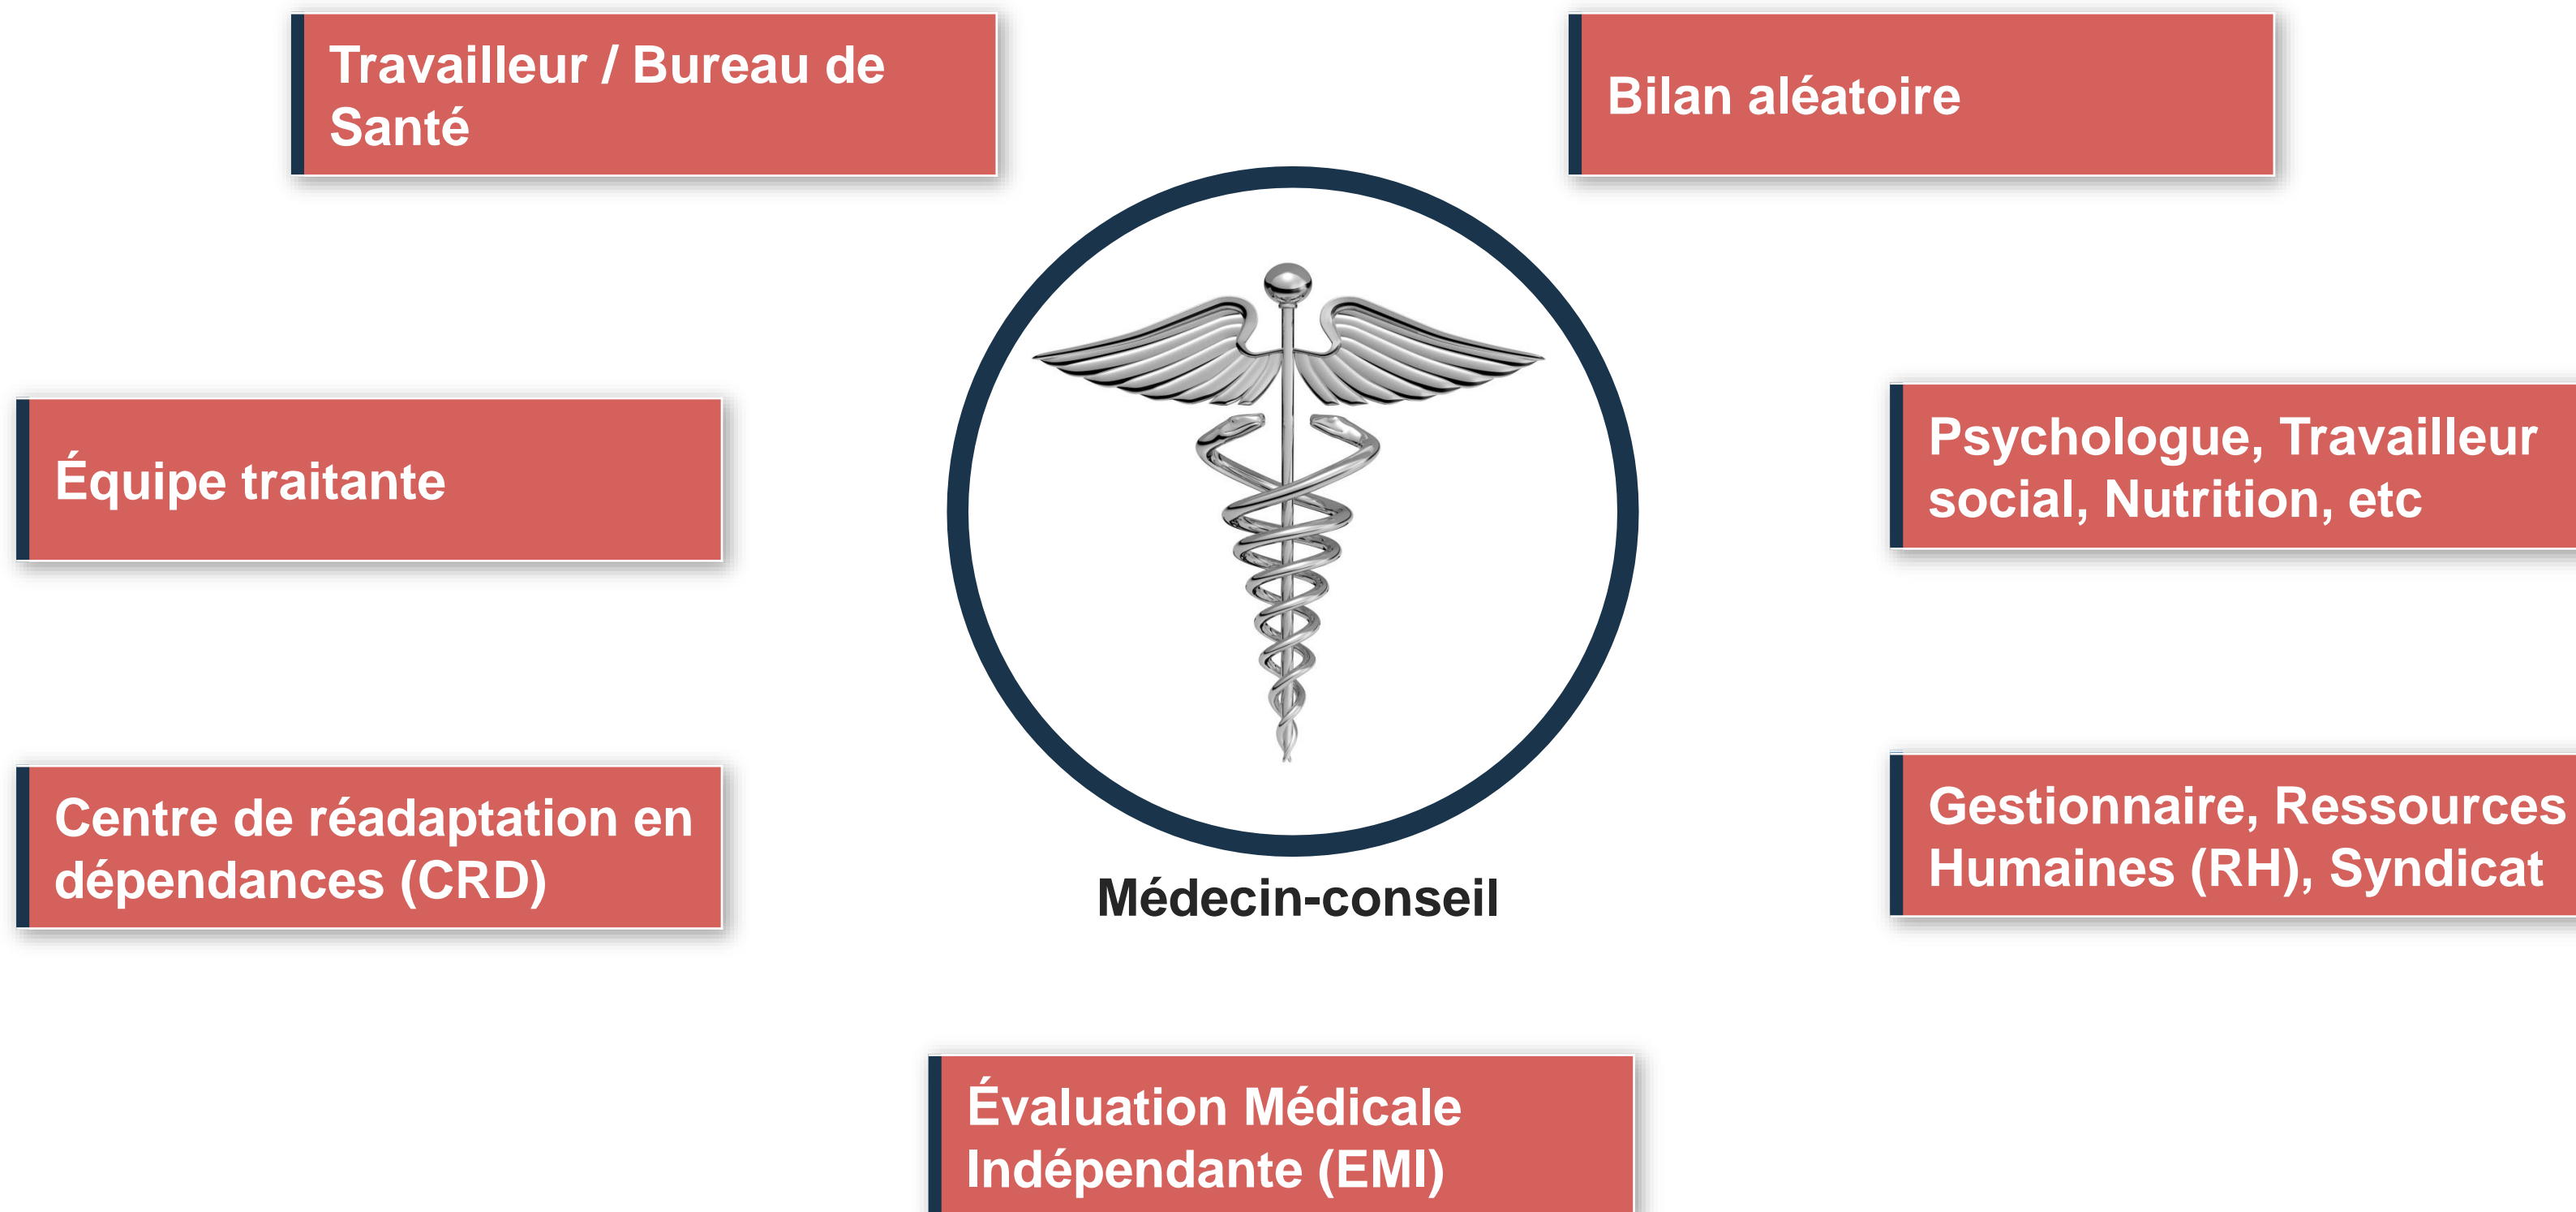 Travailleur / Bureau de
Santé
Bilan aléatoire
Équipe traitante
Psychologue, Travailleur
social, Nutrition, etc
Centre de réadaptation en
dépendances (CRD)
Gestionnaire, Ressources
Humaines (RH), Syndicat
Médecin-conseil
Évaluation Médicale
Indépendante (EMI)